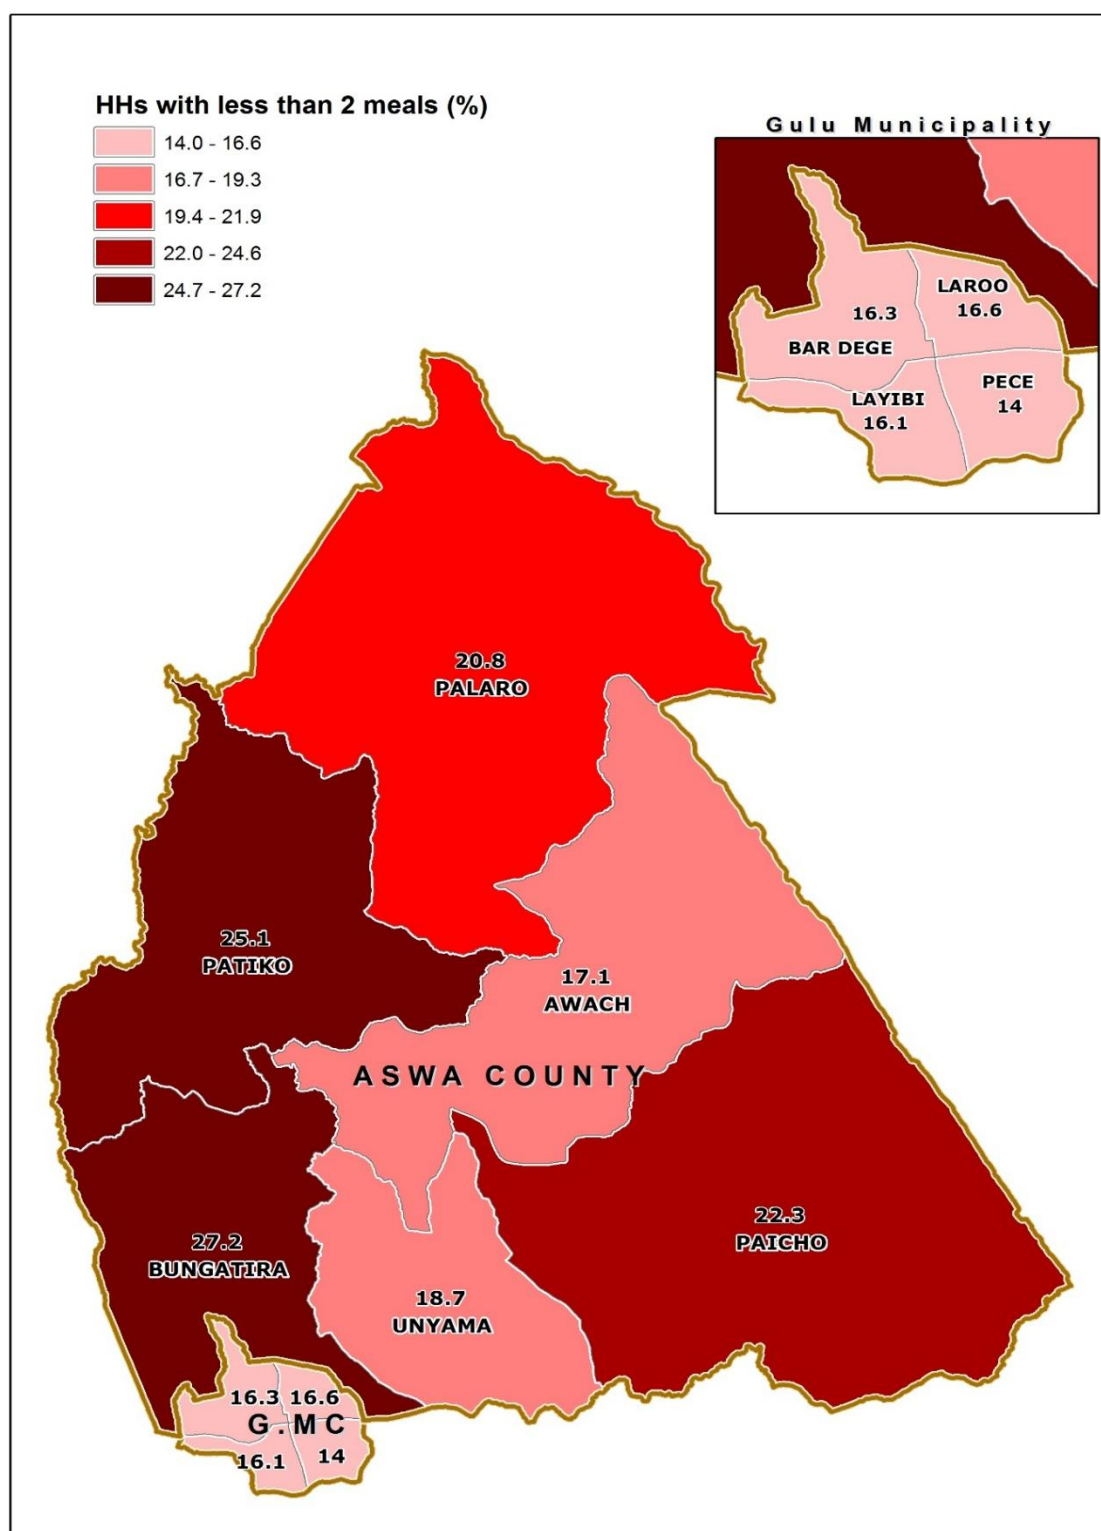 HHs with less than 2 meals (%)
14.0 - 16.6
16.7 - 19.3
19.4 - 21.9
22.0 - 24.6
24.7 - 27.2
Gulu Municipality
LAROO
16.6
16.3
BAR DEGE
PECE
14
LAYIBI
16.1
20.8
PALARO
25.1
PATIKO
17.1
AWACH
ASWA COUNTY
22.3
PAICHO
27.2
BUNGATIRA
18.7
UNYAMA
16.3 16.6
G.MC
16.1 14